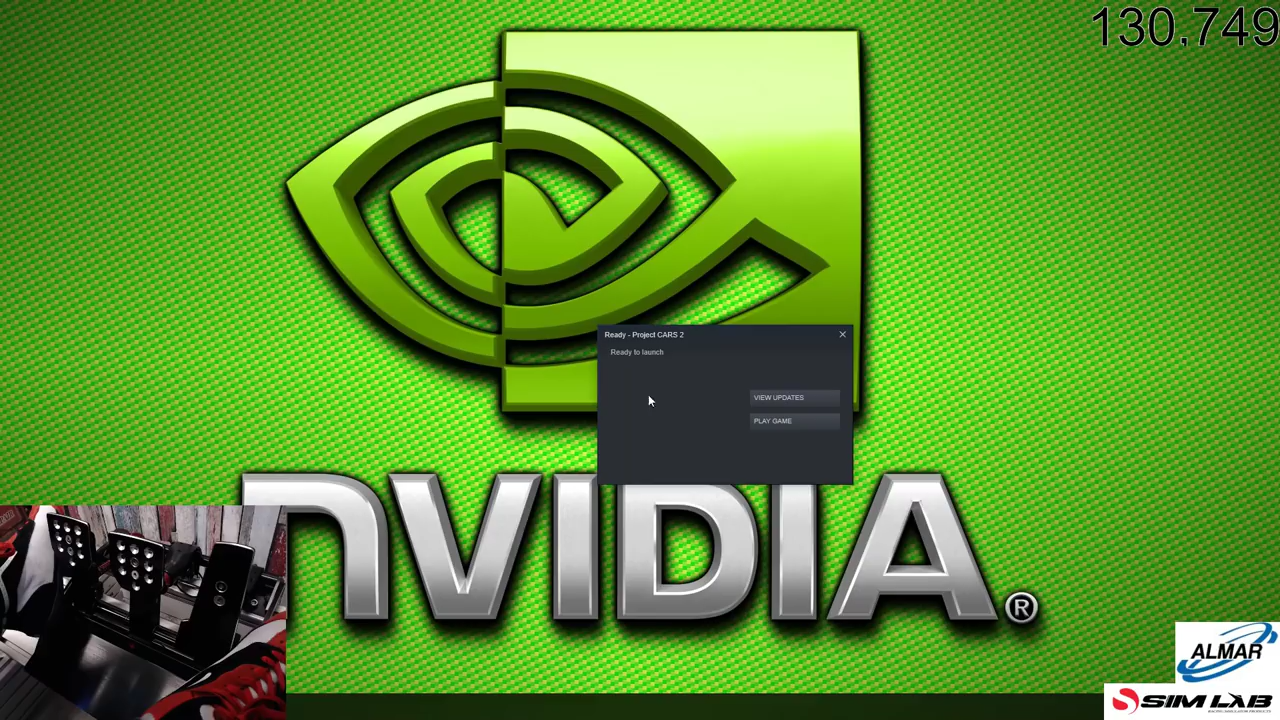 130,749
Ready - Project CARS 2
Ready to launch
VIEW UPDATES
PLAY GAME
NVIDIA®
ALMAR
SIM LAB